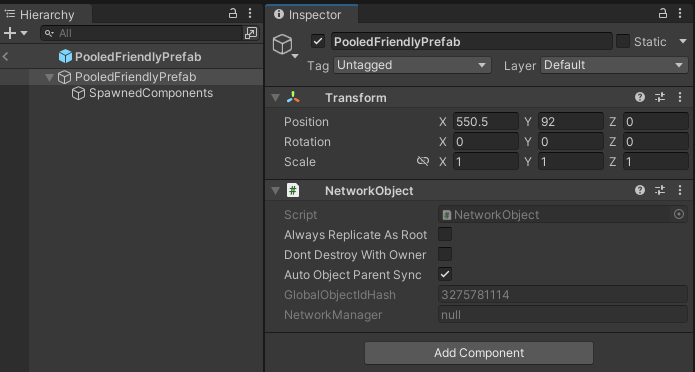 Hierarchy
All
PooledFriendlyPrefab
PooledFriendlyPrefab
SpawnedComponents
Inspector
PooledFriendlyPrefab Static
Tag Untagged Layer Default
Transform
Position X 550.5 Y 92 Z 0
Rotation X 0 Y 0 Z 0
Scale X 1 Y 1 Z 1
# NetworkObject
Script # NetworkObject
Always Replicate As Root
Dont Destroy With Owner
Auto Object Parent Sync
GlobalObjectIdHash 3275781114
NetworkManager null
Add Component